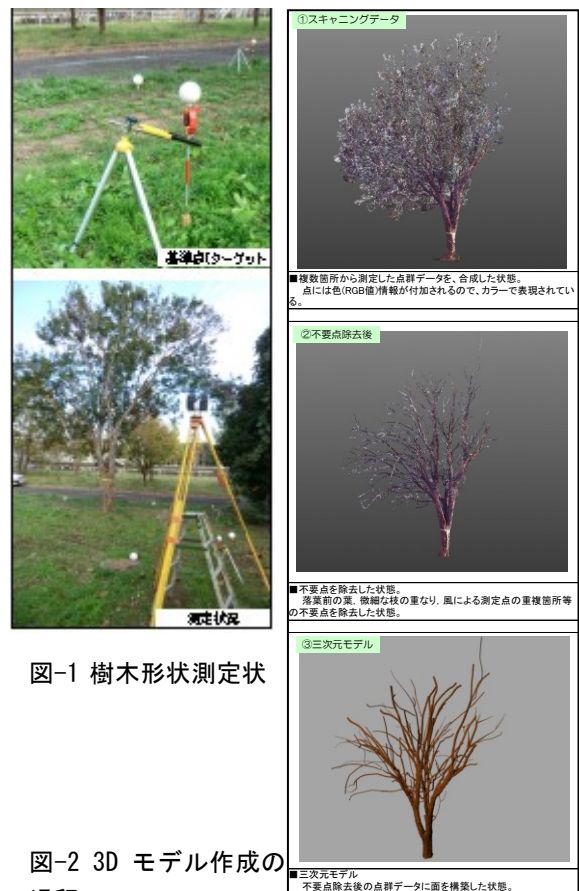 基準点(ターゲット
測定状況
図-1 樹木形状測定状
図-2 3D モデル作成の
①スキャニングデータ
■複数箇所から測定した点群データを、合成した状態。
点には色(RGB値)情報が付加されるので、カラーで表現されてい
る。
②不要点除去後
■不要点を除去した状態。
落葉前の葉, 微細な枝の重なり, 風による測定点の重複箇所等
の不要点を除去した状態。
③三次元モデル
■三次元モデル
不要点除去後の点群データに面を構築した状態。